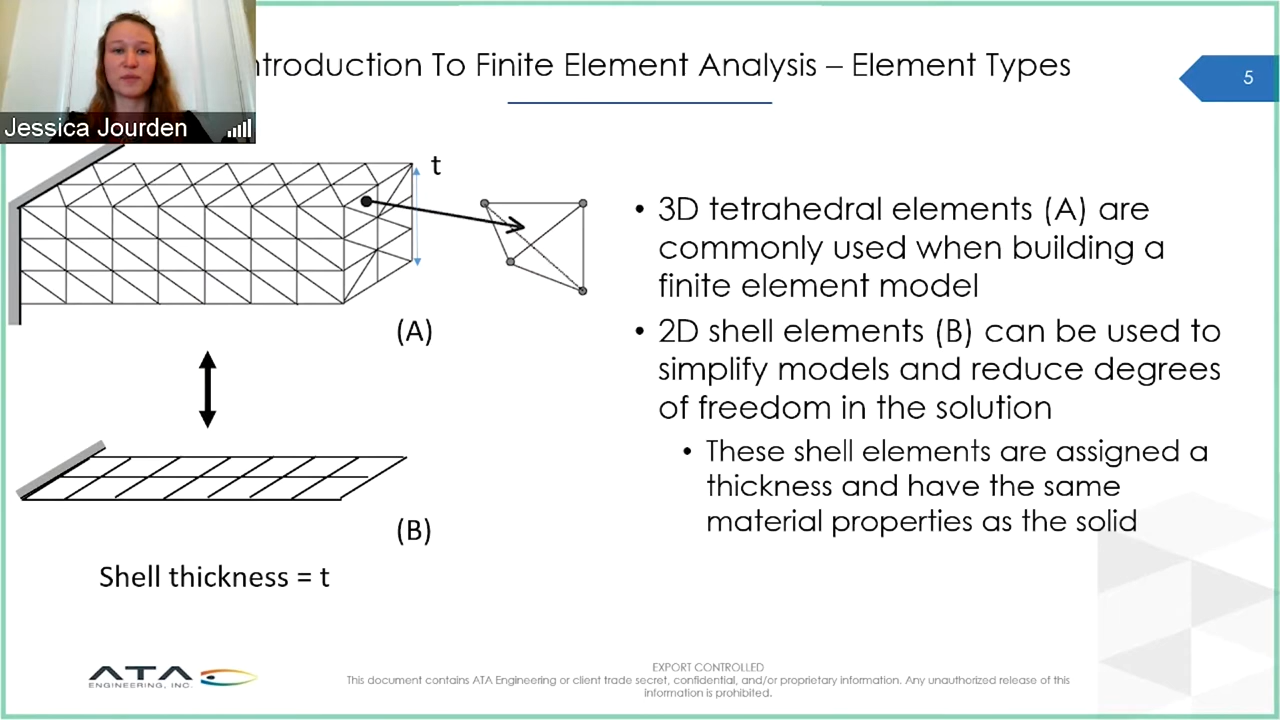 ntroduction To Finite Element Analysis – Element Types
5
Jessica Jourden
t
(A)
(B)
Shell thickness = t
• 3D tetrahedral elements (A) are
commonly used when building a
finite element model
• 2D shell elements (B) can be used to
simplify models and reduce degrees
of freedom in the solution
• These shell elements are assigned a
thickness and have the same
material properties as the solid
ATA
ENGINEERING, INC.
EXPORT CONTROLLED
This document contains ATA Engineering or client trade secret, confidential, and/or proprietary information. Any unauthorized release of this
information is prohibited.